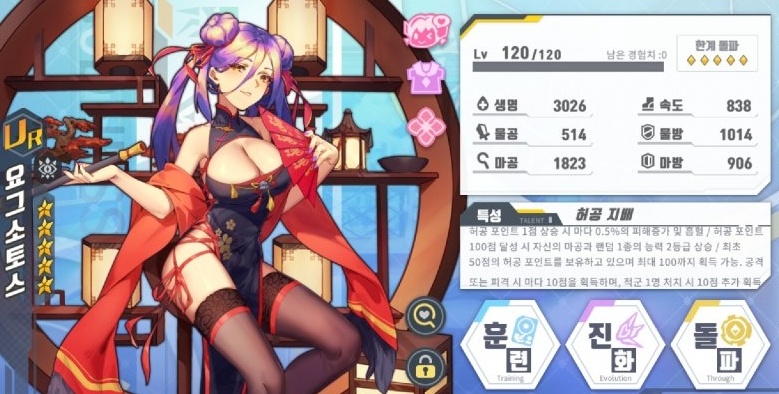 UR
요그소토스
Lv 120/120
남은 경험치 :0
한계 돌파
생명 3026
속도 838
물공 514
물방 1014
마공 1823
마방 906
특성 TALENT 허공 지배
허공 포인트 1점 상승 시 마다 0.5%의 피해증가 및 흡혈 / 허공 포인트
100점 달성 시 자신의 마공과 랜덤 1종의 능력 2등급 상승 / 최초
50점의 허공 포인트를 보유하고 있으며 최대 100까지 획득 가능. 공격
또는 피격 시 마다 10점을 획득하며, 적군 1명 처치 시 10점 추가 획득
훈련
Training
진화
Evolution
돌파
Through